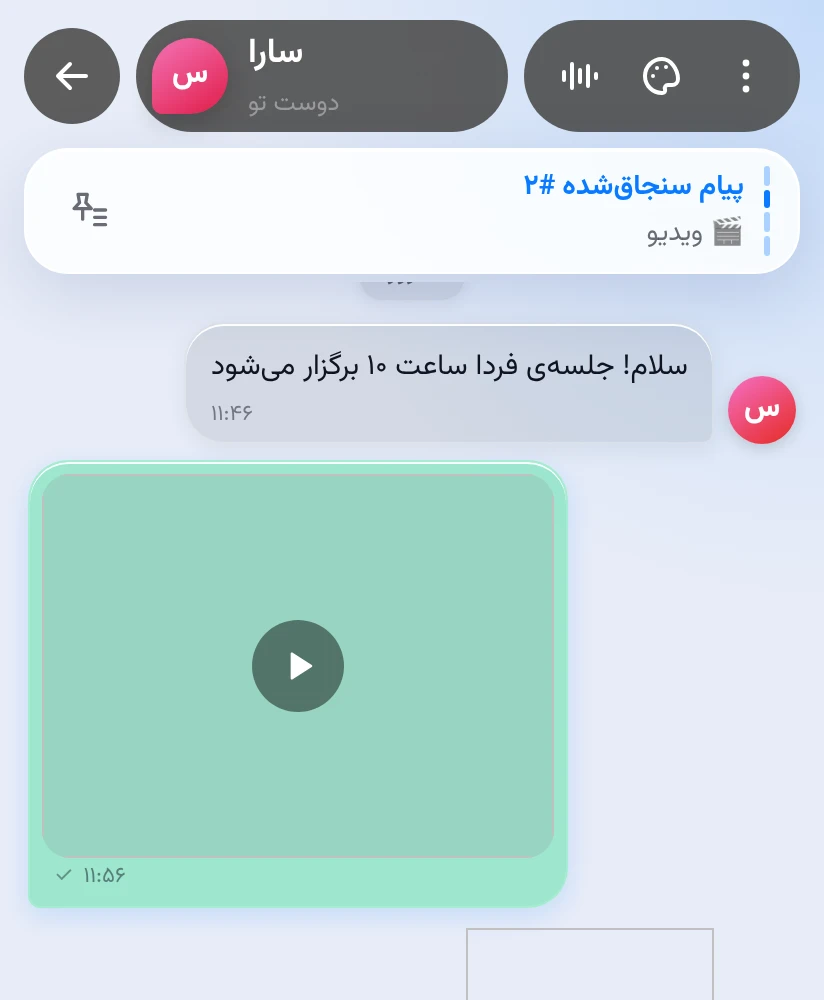 سارا
س
دوست تو
پیام سنجاق‌شده #۲
🎬 ویدیو
سلام! جلسه‌ی فردا ساعت ۱۰ برگزار می‌شود
۱۱:۴۶
س
۱۱:۵۶